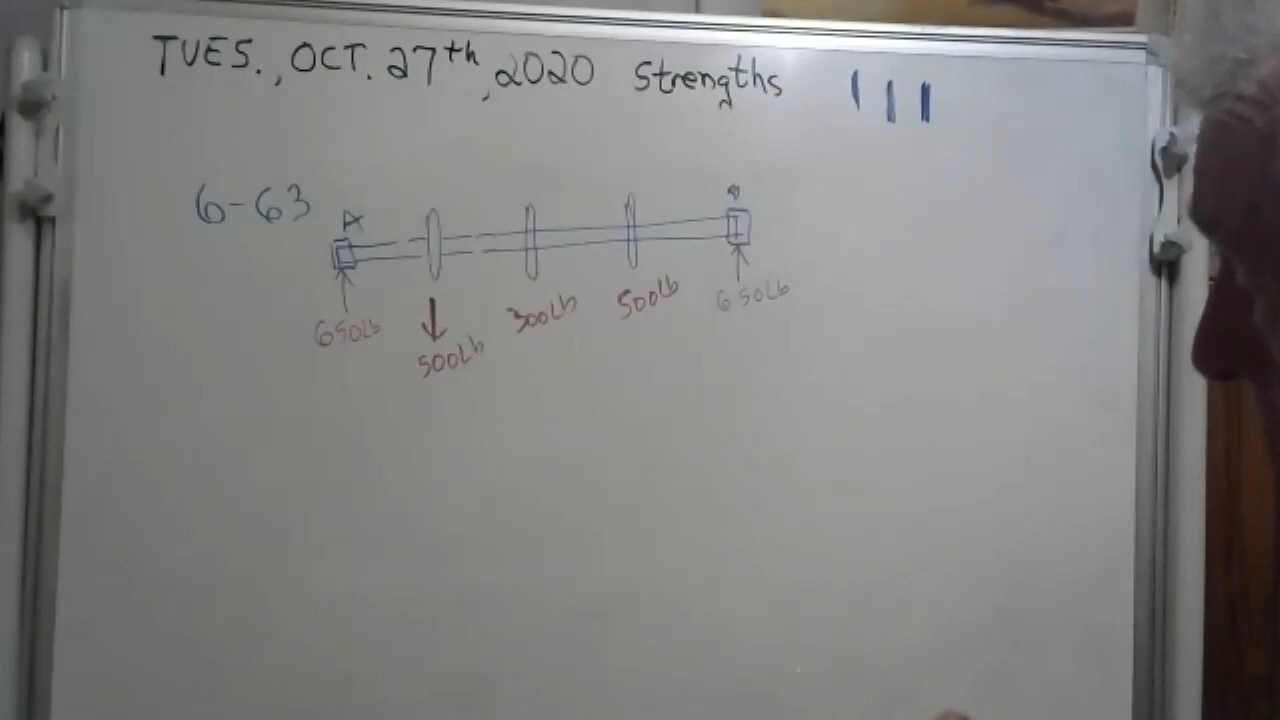 TUES., OCT. 27th, 2020 Strengths
6-63
A
650Lb
500Lb
300Lb
500Lb
650Lb